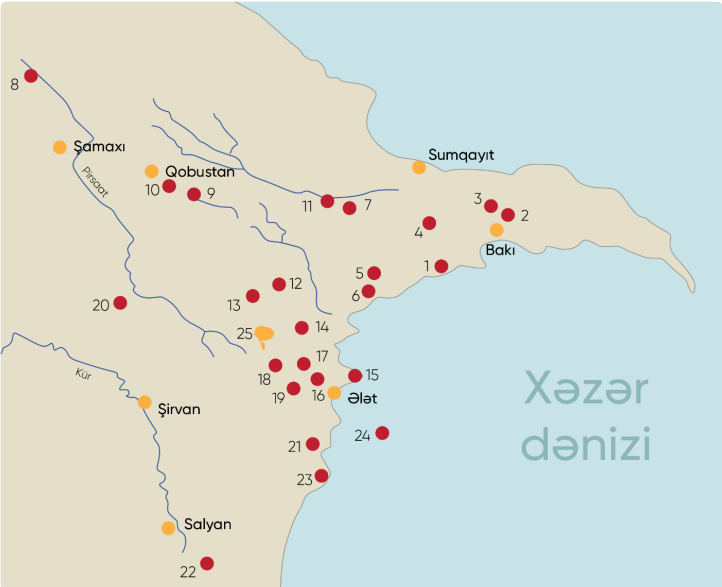 8
Şamaxı
Sumqayıt
Pirsaat
Qobustan
10
9
11
7
3
2
4
Bakı
1
5
6
12
13
20
14
25
17
18
15
16
19
Ələt
Kür
Şirvan
Xəzər
dənizi
24
21
23
Salyan
22